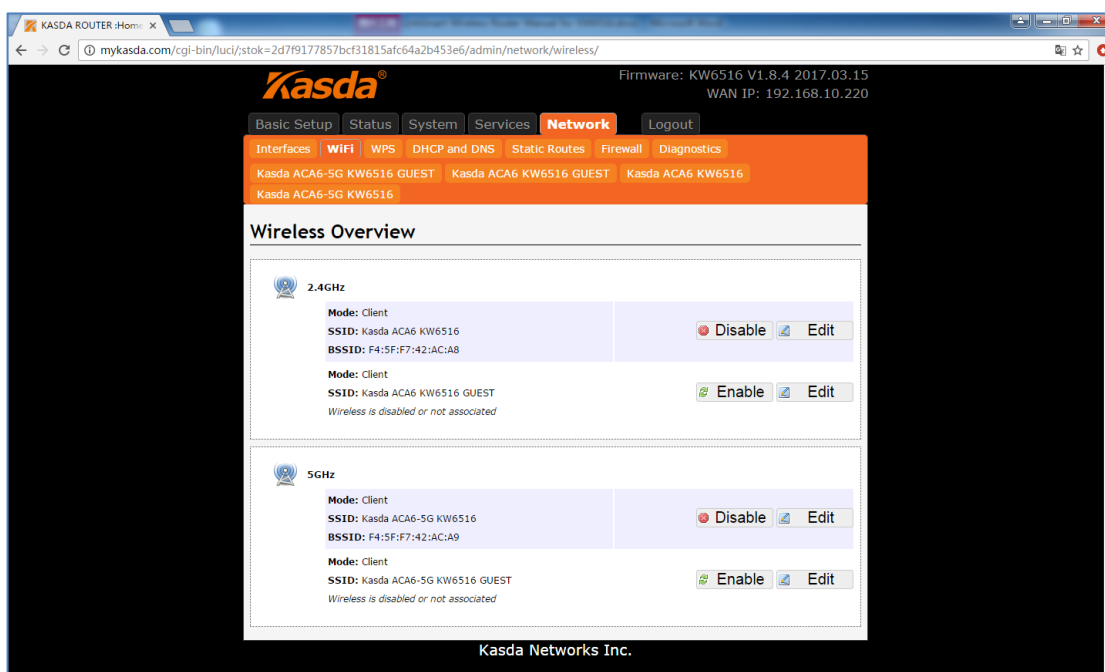 KASDA ROUTER :Home
mykasda.com/cgi-bin/luci/;stok=2d7f9177857bcf31815afc64a2b453e6/admin/network/wireless/
Kasda®
Firmware: KW6516 V1.8.4 2017.03.15
WAN IP: 192.168.10.220
Basic Setup Status System Services Network Logout
Interfaces WiFi WPS DHCP and DNS Static Routes Firewall Diagnostics
Kasda ACA6-5G KW6516 GUEST Kasda ACA6 KW6516 GUEST Kasda ACA6 KW6516
Kasda ACA6-5G KW6516
Wireless Overview
2.4GHz
Mode: Client
SSID: Kasda ACA6 KW6516
BSSID: F4:5F:F7:42:AC:A8
Disable Edit
Mode: Client
SSID: Kasda ACA6 KW6516 GUEST
Wireless is disabled or not associated
Enable Edit
5GHz
Mode: Client
SSID: Kasda ACA6-5G KW6516
BSSID: F4:5F:F7:42:AC:A9
Disable Edit
Mode: Client
SSID: Kasda ACA6-5G KW6516 GUEST
Wireless is disabled or not associated
Enable Edit
Kasda Networks Inc.